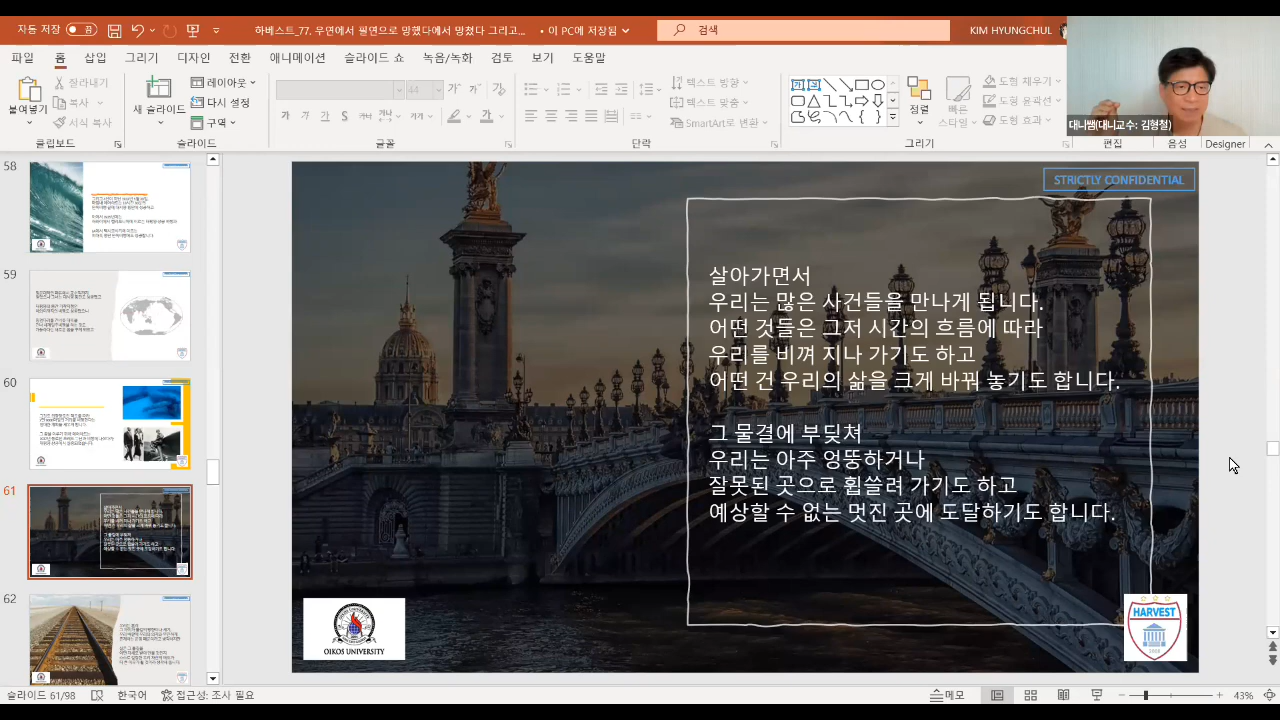 자동 저장
하베스트_77. 우연에서 필연으로 망했다에서 망쳤다 그리고... • 이 PC에 저장됨
검색
KIM HYUNGCHUL
파일 홈 삽입 그리기 디자인 전환 애니메이션 슬라이드 쇼 녹음/녹화 검토 보기 도움말
붙여넣기
잘라내기
복사
서식 복사
클립보드
새 슬라이드
레이아웃
다시 설정
구역
슬라이드
44
글꼴
텍스트 방향
텍스트 맞춤
SmartArt로 변환
단락
정렬
빠른 스타일
도형 채우기
도형 윤곽선
도형 효과
그리기
편집
음성
Designer
대니쌤(대니교수: 김형철)
58
59
60
61
62
STRICTLY CONFIDENTIAL
살아가면서
우리는 많은 사건들을 만나게 됩니다.
어떤 것들은 그저 시간의 흐름에 따라
우리를 비껴 지나 가기도 하고
어떤 건 우리의 삶을 크게 바꿔 놓기도 합니다.
그 물결에 부딪쳐
우리는 아주 엉뚱하거나
잘못된 곳으로 휩쓸려 가기도 하고
예상할 수 없는 멋진 곳에 도달하기도 합니다.
OIKOS UNIVERSITY
HARVEST
슬라이드 61/98
한국어
접근성: 조사 필요
메모
43%